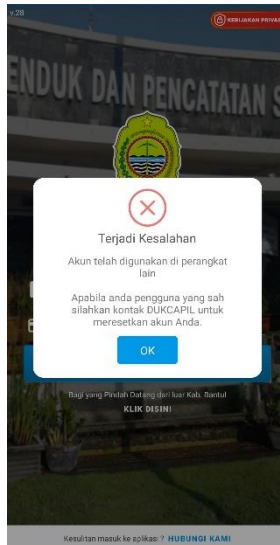 v.28
KEBIJAKAN PRIVAS
ENDUK DAN PENCATATAN S
Terjadi Kesalahan
Akun telah digunakan di perangkat
lain
Apabila anda pengguna yang sah
silahkan kontak DUKCAPIL untuk
meresetkan akun Anda.
OK
Bagi yang Pindah Datang dari luar Kab. Bantul
KLIK DISINI
Kesulitan masuk ke aplikasi ? HUBUNGI KAMI